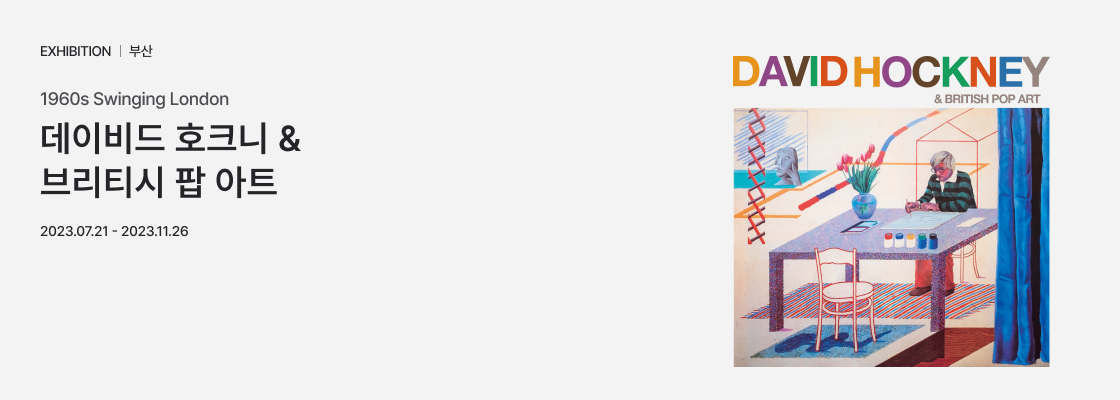 EXHIBITION | 부산
1960s Swinging London
데이비드 호크니 &
브리티시 팝 아트
2023.07.21 - 2023.11.26
DAVID HOCKNEY
& BRITISH POP ART